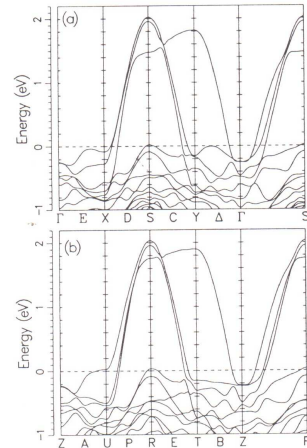 (a)
2
1
0
-1
Energy (eV)
Γ E X D S C Y Δ Γ S
(b)
2
1
0
-1
Energy (eV)
Z A U P R E T B Z